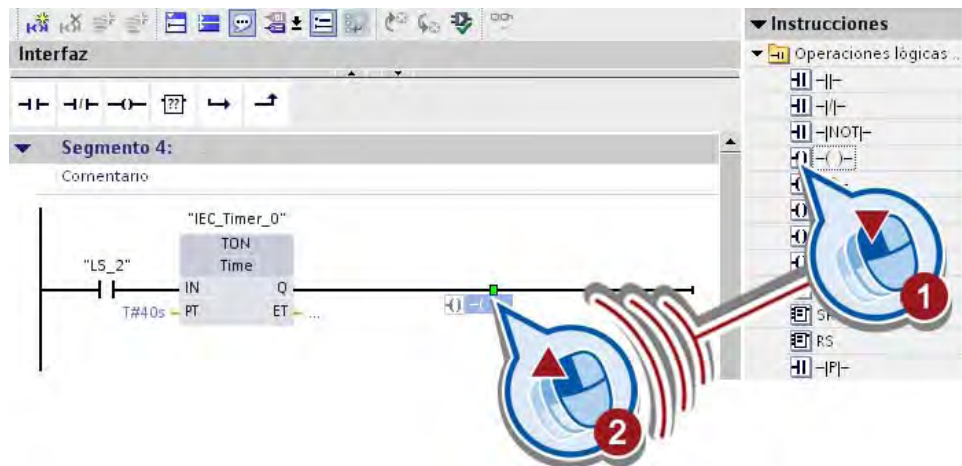 Instrucciones
Interfaz
Operaciones lógicas ...
-||-
-|/|-
-|NOT|-
-( )-
??
Segmento 4:
Comentario
"IEC_Timer_0"
TON
Time
"LS_2"
IN
Q
T#40s
PT
ET
...
-( )-
1
RS
-|P|-
2